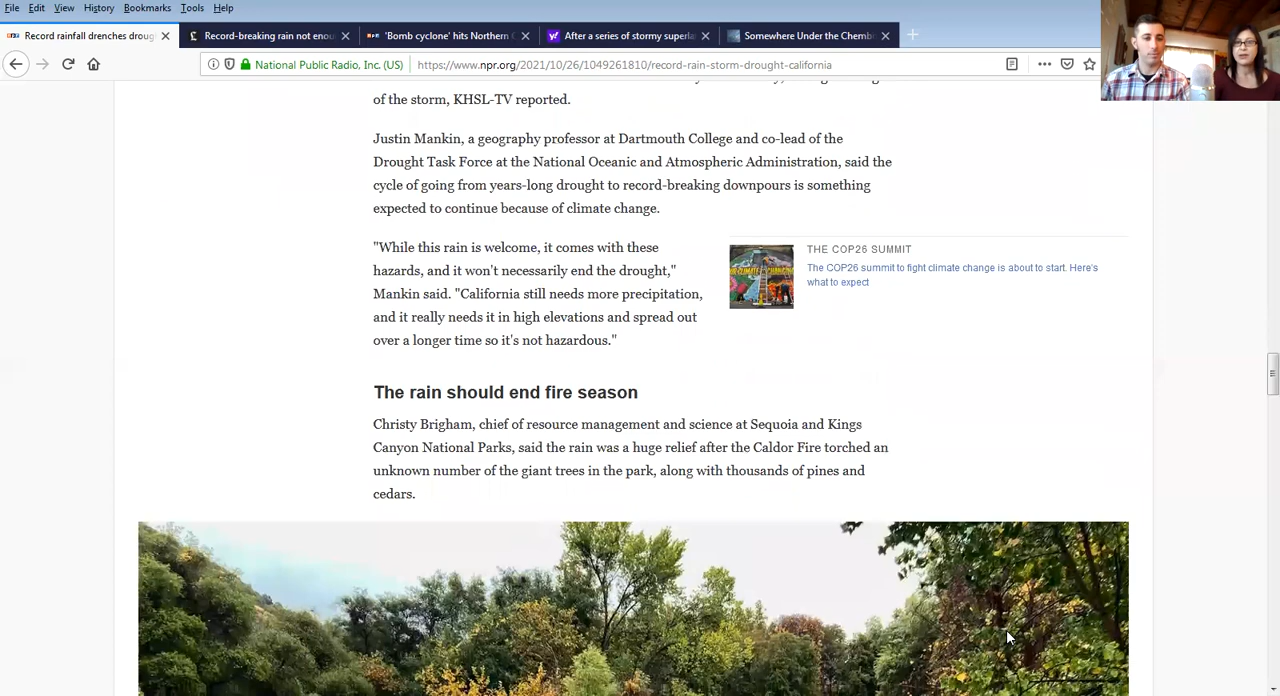 File Edit View History Bookmarks Tools Help
Record rainfall drenches droug
Record-breaking rain not enou
'Bomb cyclone' hits Northern
After a series of stormy superla
Somewhere Under the Chemb
National Public Radio, Inc. (US)
https://www.npr.org/2021/10/26/1049261810/record-rain-storm-drought-california
of the storm, KHSL-TV reported.
Justin Mankin, a geography professor at Dartmouth College and co-lead of the
Drought Task Force at the National Oceanic and Atmospheric Administration, said the
cycle of going from years-long drought to record-breaking downpours is something
expected to continue because of climate change.
"While this rain is welcome, it comes with these
hazards, and it won't necessarily end the drought,"
Mankin said. "California still needs more precipitation,
and it really needs it in high elevations and spread out
over a longer time so it's not hazardous."
THE COP26 SUMMIT
The COP26 summit to fight climate change is about to start. Here's
what to expect
The rain should end fire season
Christy Brigham, chief of resource management and science at Sequoia and Kings
Canyon National Parks, said the rain was a huge relief after the Caldor Fire torched an
unknown number of the giant trees in the park, along with thousands of pines and
cedars.